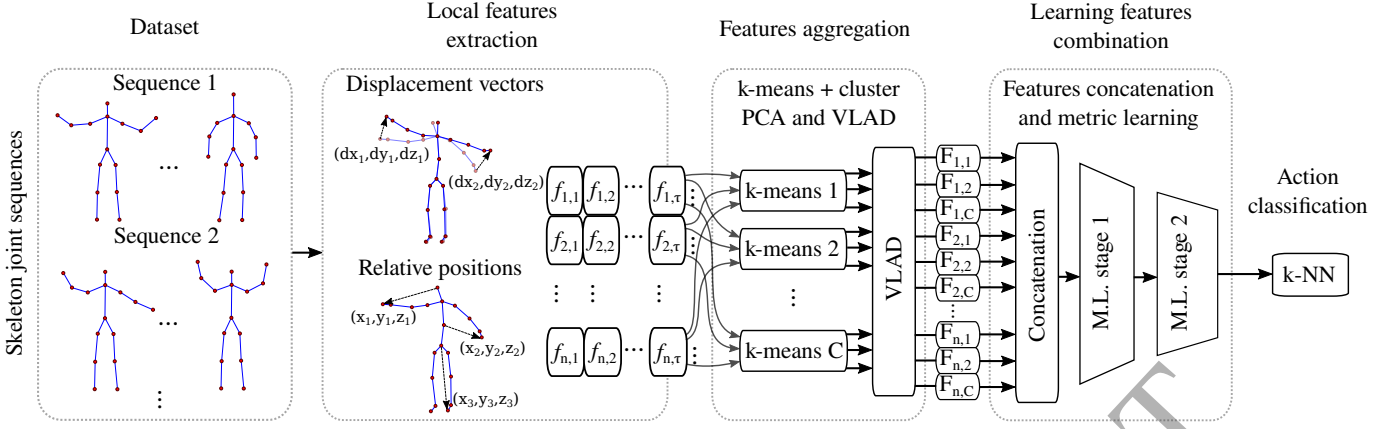 Dataset
Local features
extraction
Features aggregation
Learning features
combination
Skeleton joint sequences
Sequence 1
...
Sequence 2
...
...
Displacement vectors
(dx1,dy1,dz1)
(dx2,dy2,dz2)
Relative positions
(x1,y1,z1)
(x2,y2,z2)
(x3,y3,z3)
f1,1 f1,2 ... f1,τ
f2,1 f2,2 ... f2,τ
... ... ...
fn,1 fn,2 ... fn,τ
k-means + cluster
PCA and VLAD
k-means 1
k-means 2
...
k-means C
VLAD
F1,1
F1,2
F1,C
F2,1
F2,2
F2,C
...
Fn,1
Fn,2
Fn,C
Features concatenation
and metric learning
Concatenation
M.L. stage 1
M.L. stage 2
Action
classification
k-NN
T